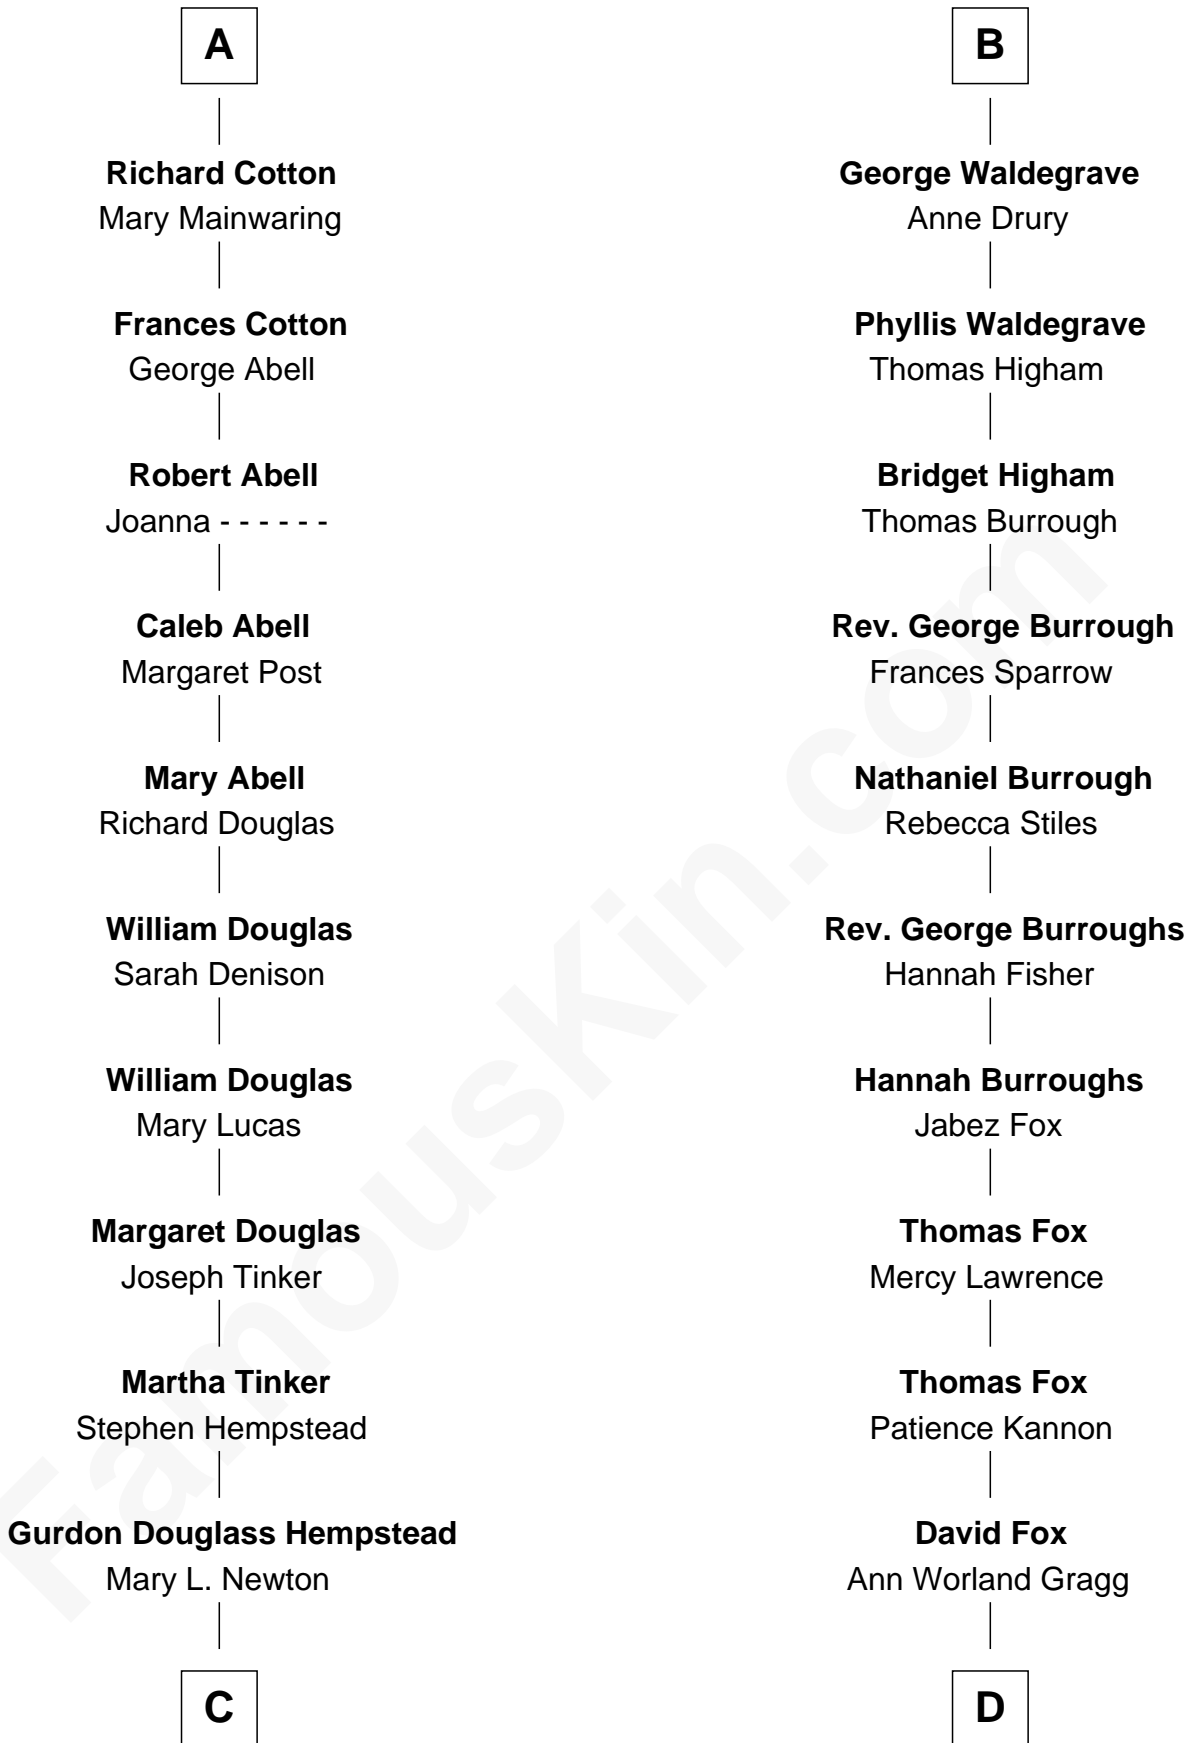 A
Richard Cotton
Mary Mainwaring
Frances Cotton
George Abell
Robert Abell
Joanna - - - - - -
Caleb Abell
Margaret Post
Mary Abell
Richard Douglas
William Douglas
Sarah Denison
William Douglas
Mary Lucas
Margaret Douglas
Joseph Tinker
Martha Tinker
Stephen Hempstead
Gurdon Douglass Hempstead
Mary L. Newton
C
B
George Waldegrave
Anne Drury
Phyllis Waldegrave
Thomas Higham
Bridget Higham
Thomas Burrough
Rev. George Burrough
Frances Sparrow
Nathaniel Burrough
Rebecca Stiles
Rev. George Burroughs
Hannah Fisher
Hannah Burroughs
Jabez Fox
Thomas Fox
Mercy Lawrence
Thomas Fox
Patience Kannon
David Fox
Ann Worland Gragg
D
FamousKin.com